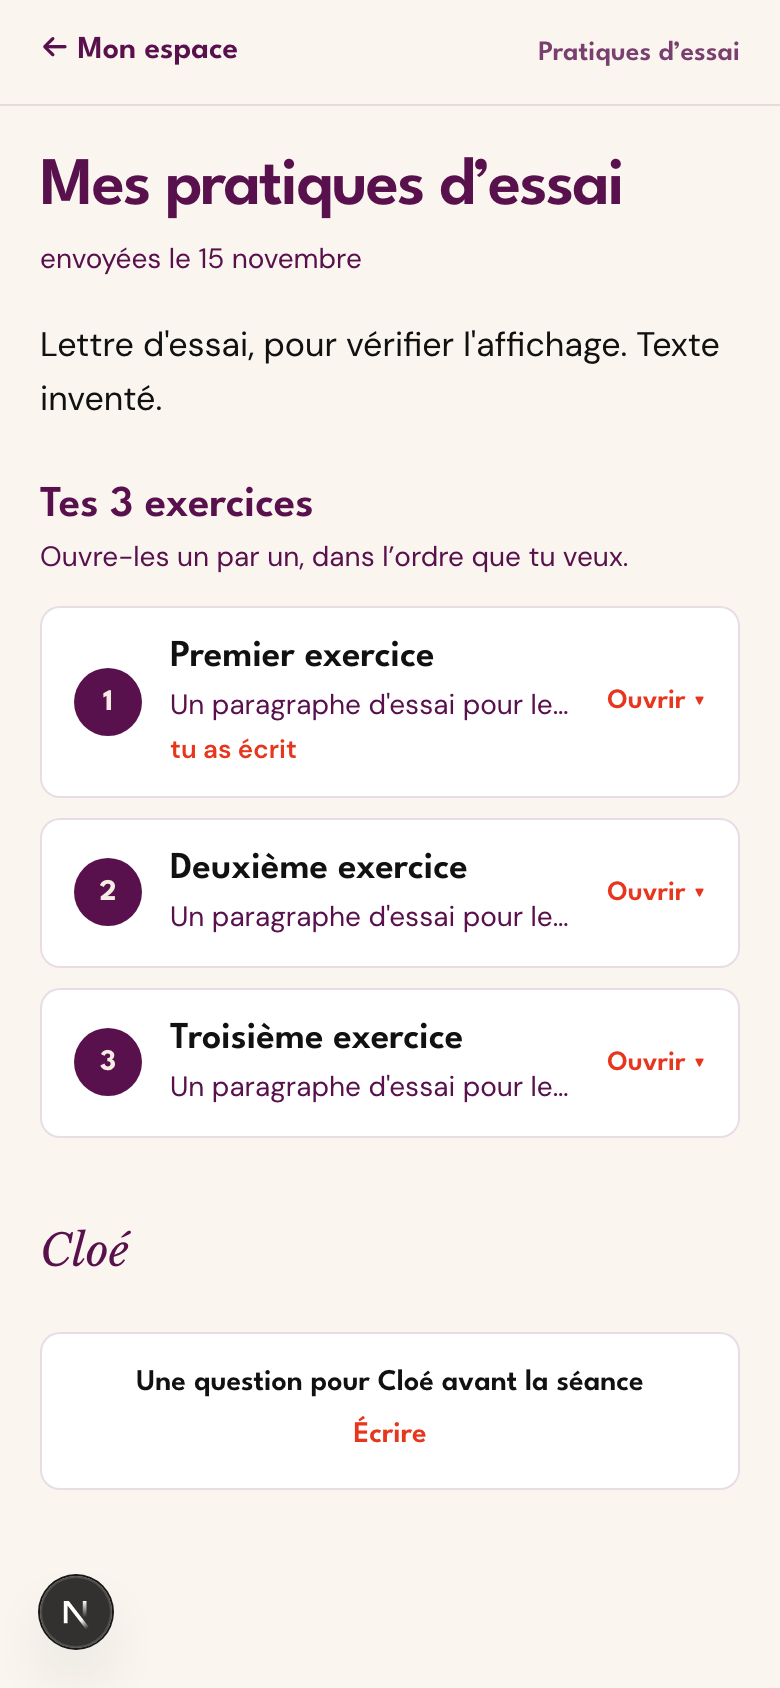 ← Mon espace
Pratiques d’essai
Mes pratiques d’essai
envoyées le 15 novembre
Lettre d'essai, pour vérifier l'affichage. Texte
inventé.
Tes 3 exercices
Ouvre-les un par un, dans l’ordre que tu veux.
1
Premier exercice
Un paragraphe d'essai pour le…
tu as écrit
Ouvrir ▾
2
Deuxième exercice
Un paragraphe d'essai pour le…
Ouvrir ▾
3
Troisième exercice
Un paragraphe d'essai pour le…
Ouvrir ▾
Cloé
Une question pour Cloé avant la séance
Écrire
N